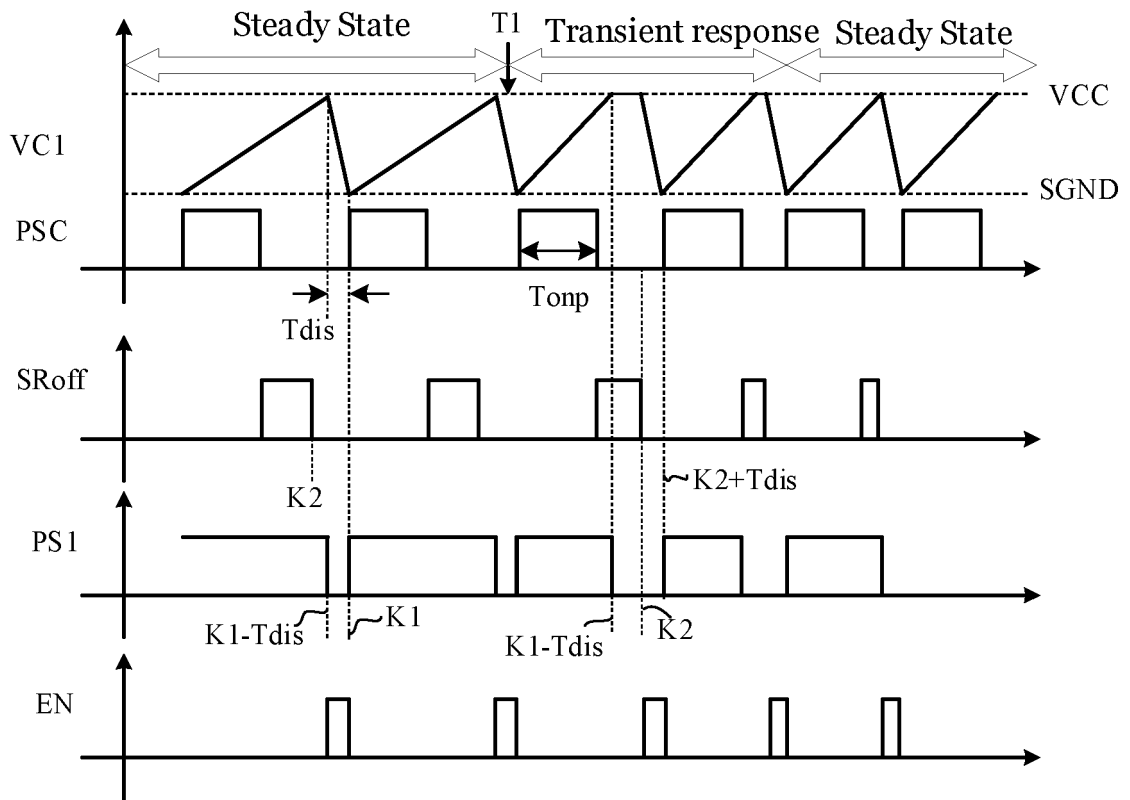 Steady State
T1
Transient response
Steady State
VCC
VC1
SGND
PSC
Tdis
Tonp
SRoff
K2
K2+Tdis
PS1
K1-Tdis
K1
K1-Tdis
K2
EN